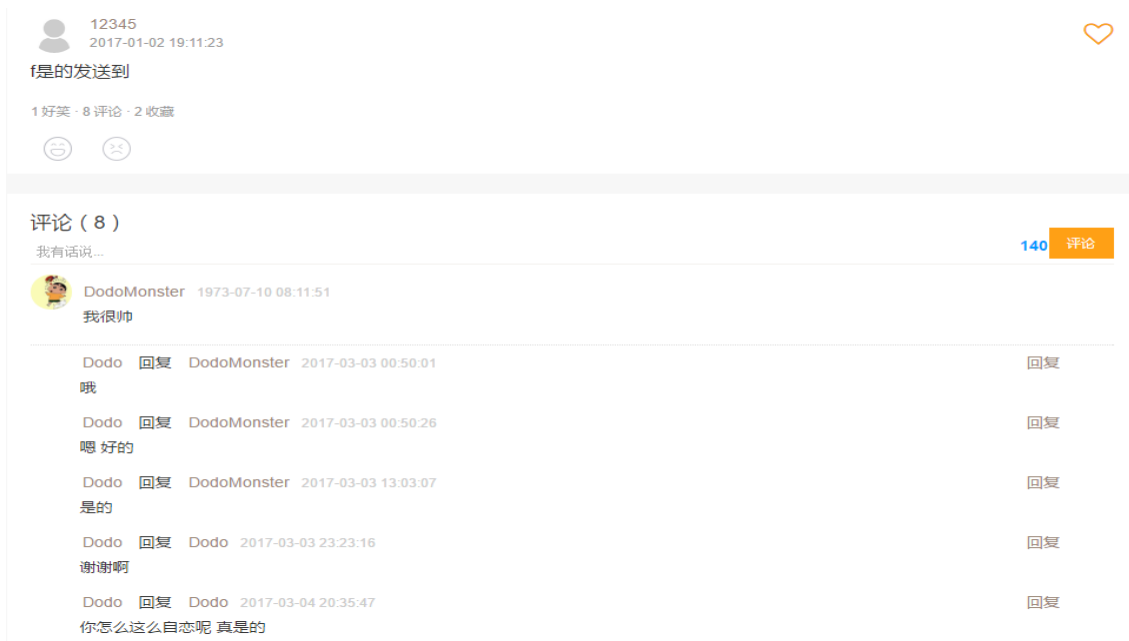 12345
2017-01-02 19:11:23
f是的发送到
1 好笑 · 8 评论 · 2 收藏
评论（8）
我有话说...
140 评论
DodoMonster 1973-07-10 08:11:51
我很帅
Dodo 回复 DodoMonster 2017-03-03 00:50:01 回复
哦
Dodo 回复 DodoMonster 2017-03-03 00:50:26 回复
嗯 好的
Dodo 回复 DodoMonster 2017-03-03 13:03:07 回复
是的
Dodo 回复 Dodo 2017-03-03 23:23:16 回复
谢谢啊
Dodo 回复 Dodo 2017-03-04 20:35:47 回复
你怎么这么自恋呢 真是的